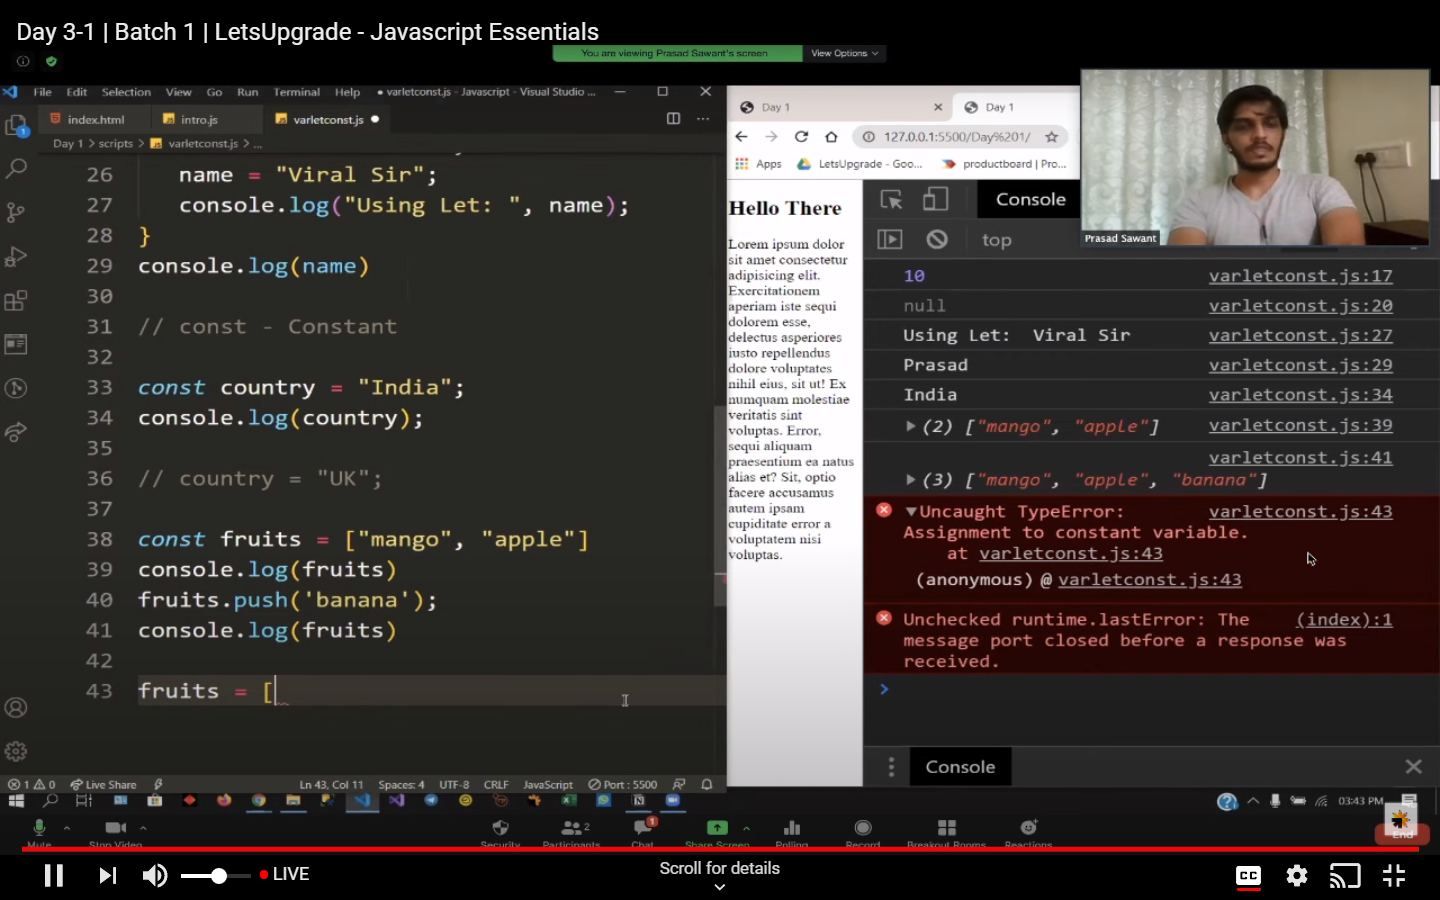 Day 3-1 | Batch 1 | LetsUpgrade - Javascript Essentials
You are viewing Prasad Sawant's screen View Options
File Edit Selection View Go Run Terminal Help ● varletconst.js - Javascript - Visual Studio ...
index.html intro.js varletconst.js
Day 1 > scripts > varletconst.js > ...
26 name = "Viral Sir";
27 console.log("Using Let: ", name);
28 }
29 console.log(name)
30
31 // const - Constant
32
33 const country = "India";
34 console.log(country);
35
36 // country = "UK";
37
38 const fruits = ["mango", "apple"]
39 console.log(fruits)
40 fruits.push('banana');
41 console.log(fruits)
42
43 fruits = [
1 0 Live Share Ln 43, Col 11 Spaces: 4 UTF-8 CRLF JavaScript Port : 5500
Day 1 Day 1
127.0.0.1:5500/Day%201/
Apps LetsUpgrade - Goo... productboard | Pro...
Hello There
Lorem ipsum dolor
sit amet consectetur
adipisicing elit.
Exercitationem
aperiam iste sequi
dolorem esse,
delectus asperiores
iusto repellendus
dolore voluptates
nihil eius, sit ut! Ex
numquam molestiae
veritatis sint
voluptas. Error,
sequi aliquam
praesentium ea natus
alias et? Sit, optio
facere accusamus
autem ipsam
cupiditate error a
voluptatem nisi
voluptas.
Console
top
Prasad Sawant
10 varletconst.js:17
null varletconst.js:20
Using Let: Viral Sir varletconst.js:27
Prasad varletconst.js:29
India varletconst.js:34
(2) ["mango", "apple"] varletconst.js:39
varletconst.js:41
(3) ["mango", "apple", "banana"]
Uncaught TypeError: varletconst.js:43
Assignment to constant variable.
at varletconst.js:43
(anonymous) @ varletconst.js:43
Unchecked runtime.lastError: The (index):1
message port closed before a response was
received.
Console
03:43 PM
Mute Stop Video Security Participants 2 Chat 1 Share Screen Polling Record Breakout Rooms Reactions End
LIVE
Scroll for details
CC